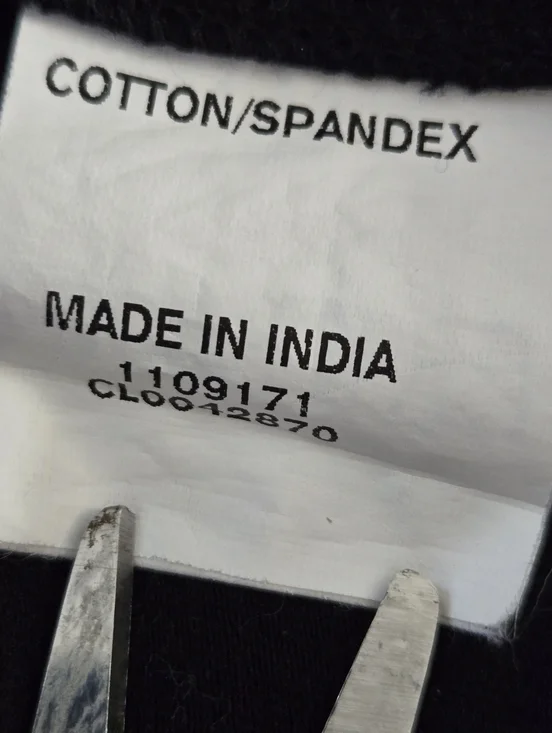 COTTON/SPANDEX
MADE IN INDIA
1109171
CL0042870